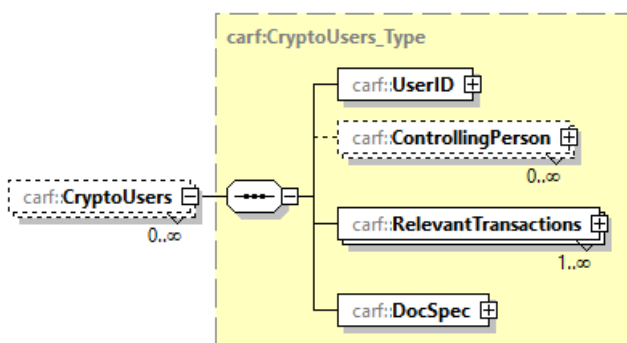 carf:CryptoUsers_Type
carf::UserID
carf::ControllingPerson
0..∞
carf::CryptoUsers
0..∞
carf::RelevantTransactions
1..∞
carf::DocSpec